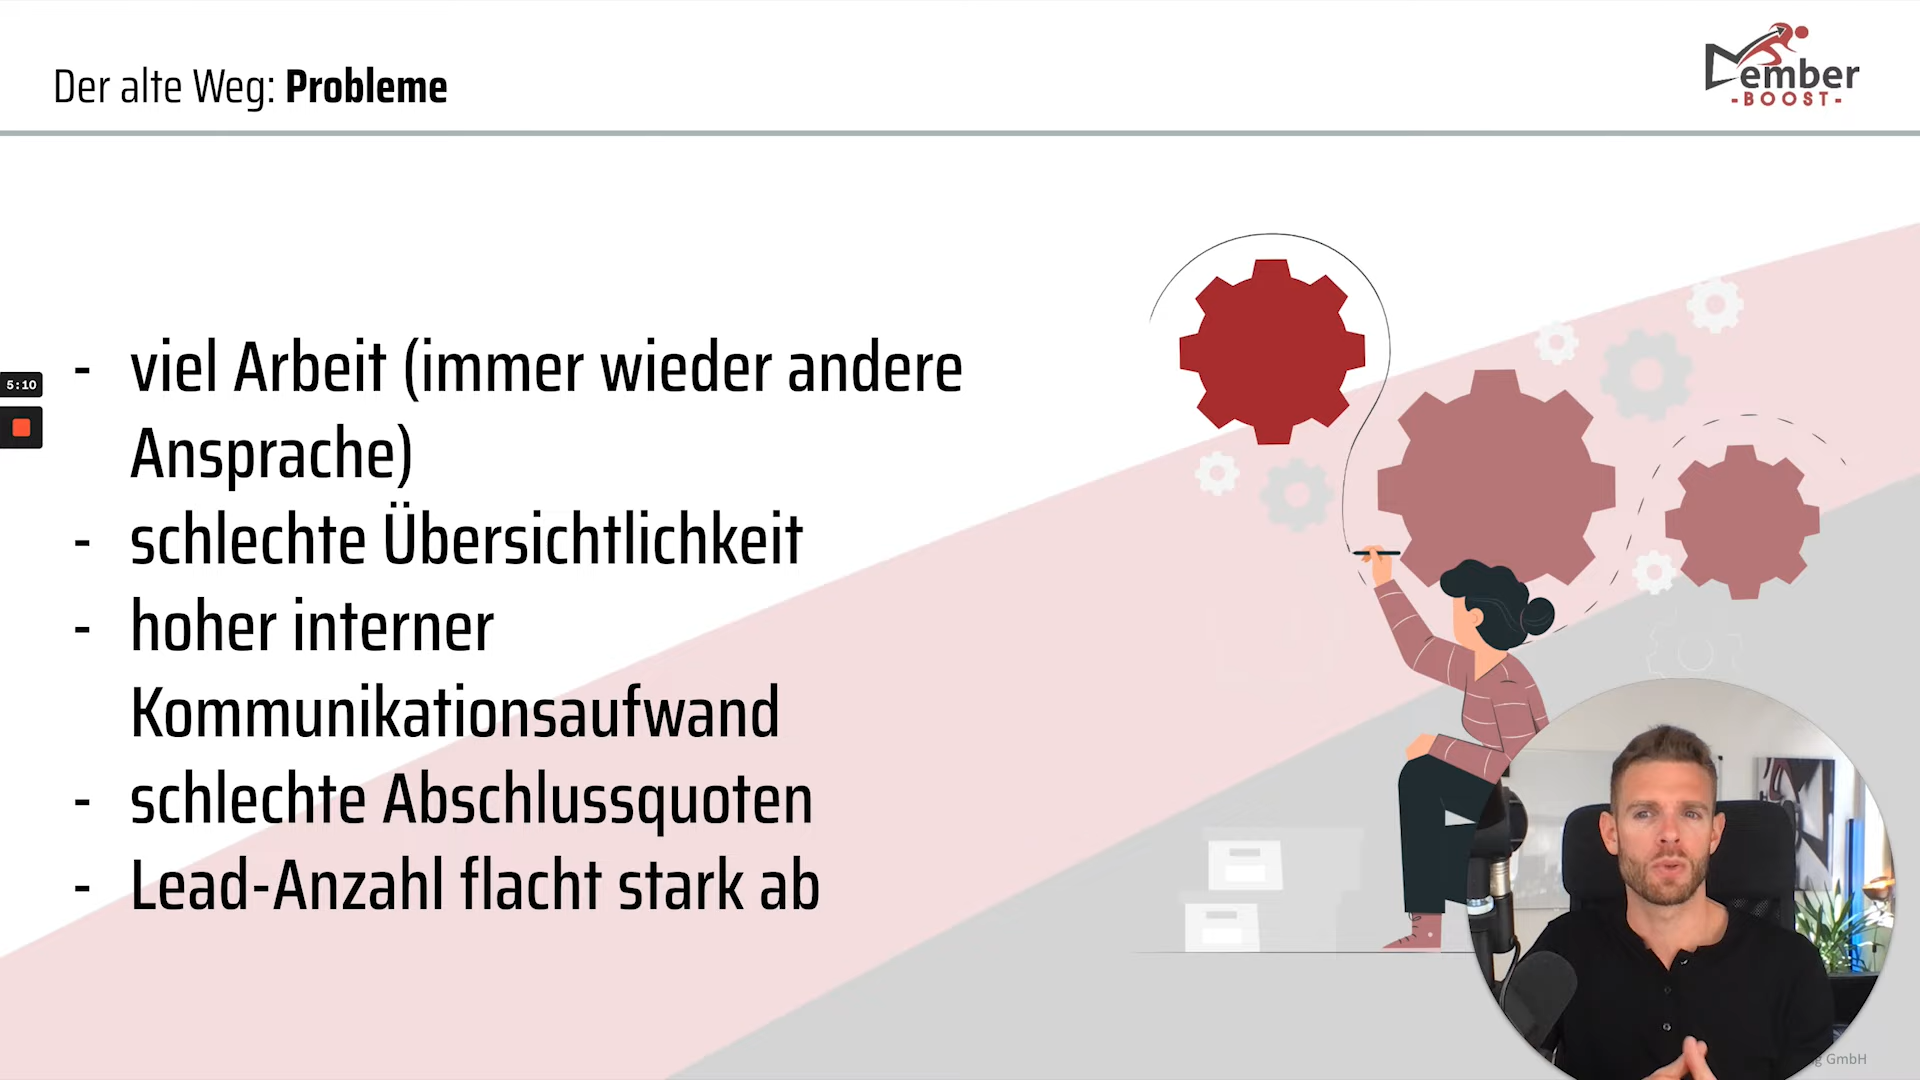 Der alte Weg: Probleme
Member
-BOOST-
- viel Arbeit (immer wieder andere
Ansprache)
- schlechte Übersichtlichkeit
- hoher interner
Kommunikationsaufwand
- schlechte Abschlussquoten
- Lead-Anzahl flacht stark ab
5:10
GmbH